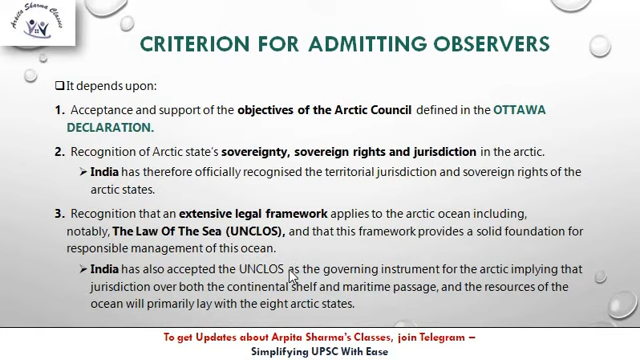 Arpita Sharma Classes
CRITERION FOR ADMITTING OBSERVERS
It depends upon:
1. Acceptance and support of the objectives of the Arctic Council defined in the OTTAWA
DECLARATION.
2. Recognition of Arctic state's sovereignty, sovereign rights and jurisdiction in the arctic.
India has therefore officially recognised the territorial jurisdiction and sovereign rights of the
arctic states.
3. Recognition that an extensive legal framework applies to the arctic ocean including,
notably, The Law Of The Sea (UNCLOS), and that this framework provides a solid foundation for
responsible management of this ocean.
India has also accepted the UNCLOS as the governing instrument for the arctic implying that
jurisdiction over both the continental shelf and maritime passage, and the resources of the
ocean will primarily lay with the eight arctic states.
To get Updates about Arpita Sharma's Classes, join Telegram –
Simplifying UPSC With Ease